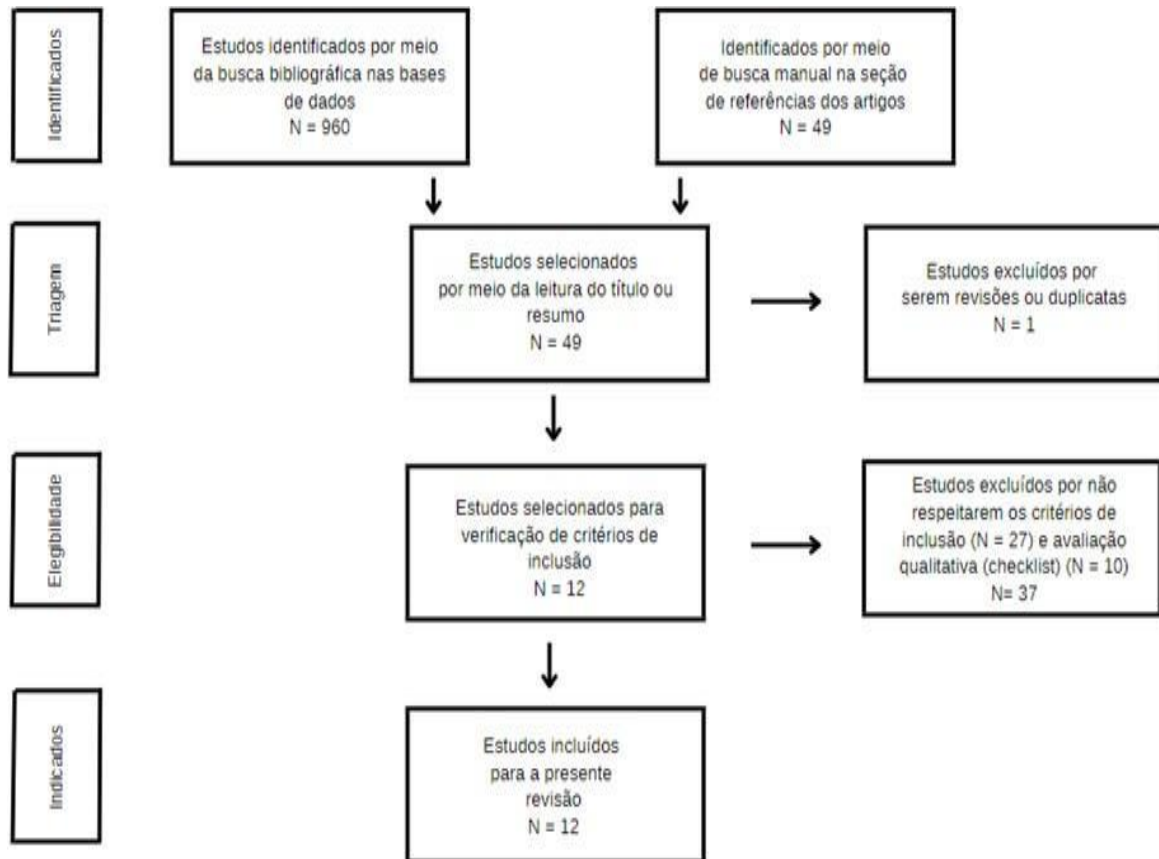 Identificados
Estudos identificados por meio
da busca bibliográfica nas bases
de dados
N = 960
Identificados por meio
de busca manual na seção
de referências dos artigos
N = 49
Triagem
Estudos selecionados
por meio da leitura do título ou
resumo
N = 49
Estudos excluídos por
serem revisões ou duplicatas
N = 1
Elegibilidade
Estudos selecionados para
verificação de critérios de
inclusão
N = 12
Estudos excluídos por não
respeitarem os critérios de
inclusão (N = 27) e avaliação
qualitativa (checklist) (N = 10)
N= 37
Indicados
Estudos incluídos
para a presente
revisão
N = 12